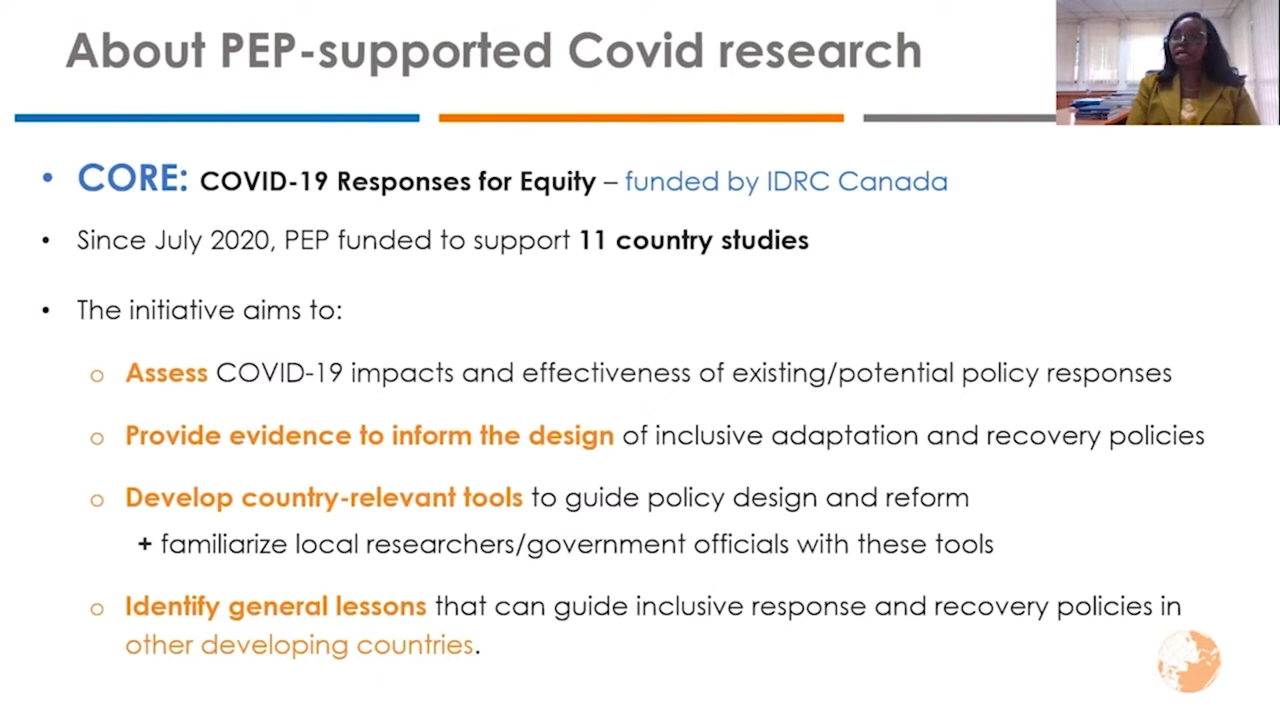 About PEP-supported Covid research
• CORE: COVID-19 Responses for Equity – funded by IDRC Canada
• Since July 2020, PEP funded to support 11 country studies
• The initiative aims to:
o Assess COVID-19 impacts and effectiveness of existing/potential policy responses
o Provide evidence to inform the design of inclusive adaptation and recovery policies
o Develop country-relevant tools to guide policy design and reform
+ familiarize local researchers/government officials with these tools
o Identify general lessons that can guide inclusive response and recovery policies in
other developing countries.